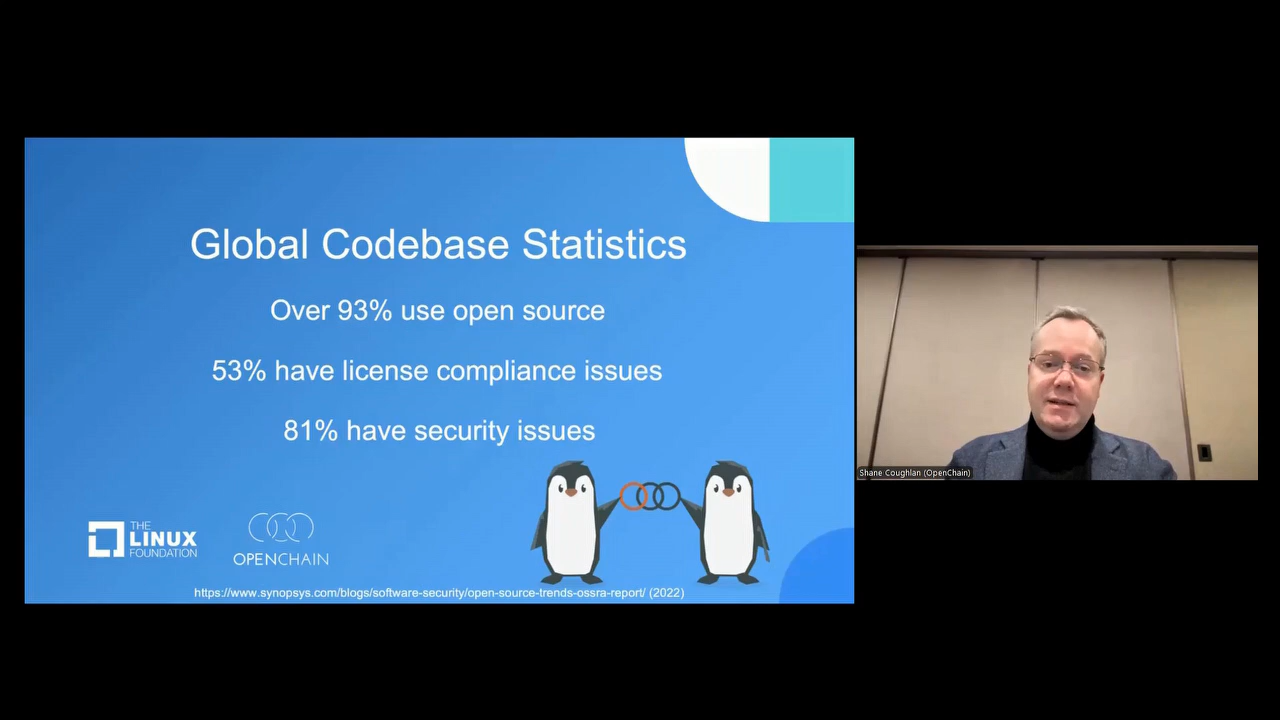 Global Codebase Statistics
Over 93% use open source
53% have license compliance issues
81% have security issues
THE
LINUX
FOUNDATION
OPENCHAIN
https://www.synopsys.com/blogs/software-security/open-source-trends-ossra-report/ (2022)
Shane Coughlan (OpenChain)